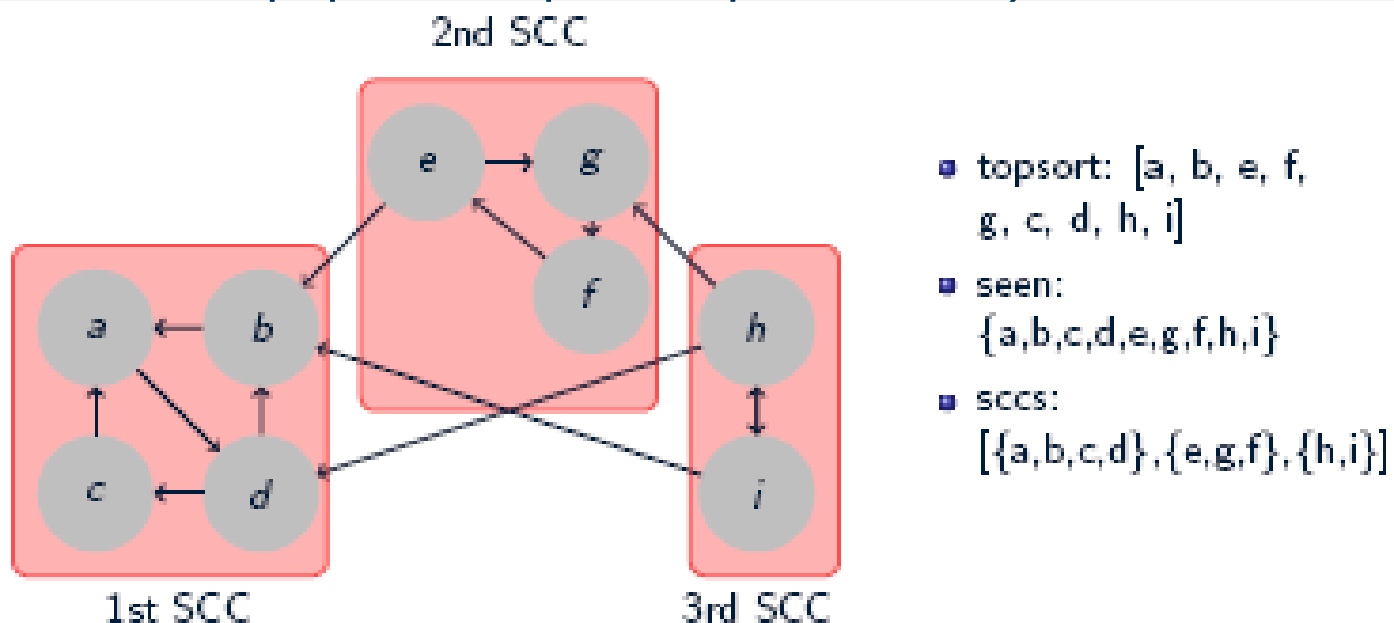 2nd SCC
e
g
f
a
b
h
c
d
i
1st SCC
3rd SCC
topsort: [a, b, e, f,
g, c, d, h, i]
seen:
{a,b,c,d,e,g,f,h,i}
sccs:
[{a,b,c,d},{e,g,f},{h,i}]